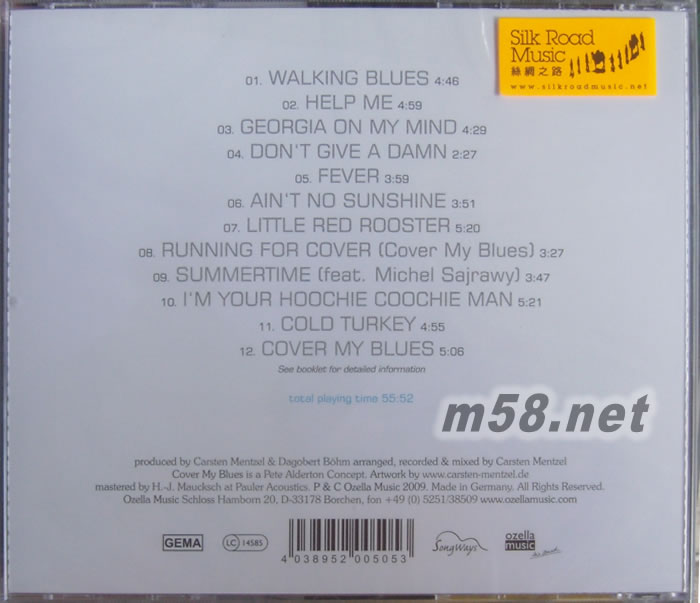 Silk Road
Music
絲綢之路
www.silkroadmusic.net
01. WALKING BLUES 4:46
02. HELP ME 4:59
03. GEORGIA ON MY MIND 4:29
04. DON'T GIVE A DAMN 2:27
05. FEVER 3:59
06. AIN'T NO SUNSHINE 3:51
07. LITTLE RED ROOSTER 5:20
08. RUNNING FOR COVER (Cover My Blues) 3:27
09. SUMMERTIME (feat. Michel Sajrawy) 3:47
10. I'M YOUR HOOCHIE COOCHIE MAN 5:21
11. COLD TURKEY 4:55
12. COVER MY BLUES 5:06
See booklet for detailed information
total playing time 55:52
m58.net
produced by Carsten Mentzel & Dagobert Böhm arranged, recorded & mixed by Carsten Mentzel
Cover My Blues is a Pete Alderton Concept. Artwork by www.carsten-mentzel.de
mastered by H.-J. Maucksch at Pauler Acoustics. P & C Ozella Music 2009. Made in Germany. All Rights Reserved.
Ozella Music Schloss Hamborn 20, D-33178 Borchen, fon +49 (0) 5251/38509 www.ozellamusic.com
GEMA
LC 14585
4 038952 005053
SongWays
ozella
music